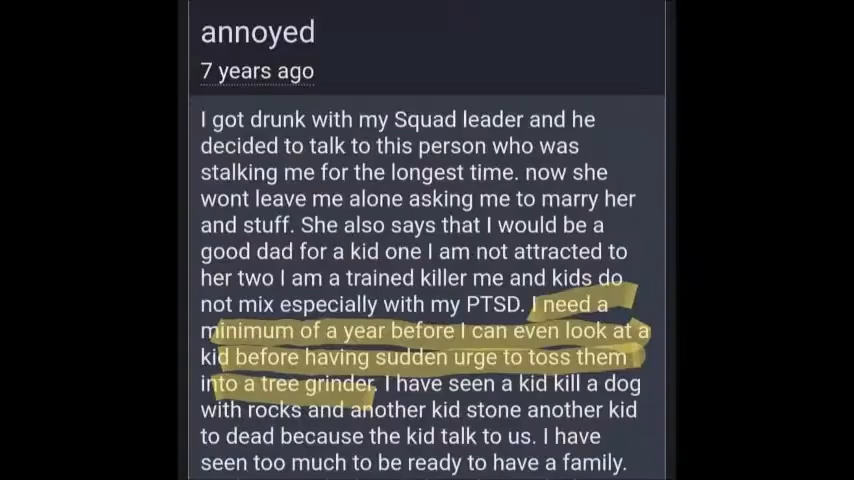 annoyed
7 years ago
I got drunk with my Squad leader and he
decided to talk to this person who was
stalking me for the longest time. now she
wont leave me alone asking me to marry her
and stuff. She also says that I would be a
good dad for a kid one I am not attracted to
her two I am a trained killer me and kids do
not mix especially with my PTSD. I need a
minimum of a year before I can even look at a
kid before having sudden urge to toss them
into a tree grinder. I have seen a kid kill a dog
with rocks and another kid stone another kid
to dead because the kid talk to us. I have
seen too much to be ready to have a family.